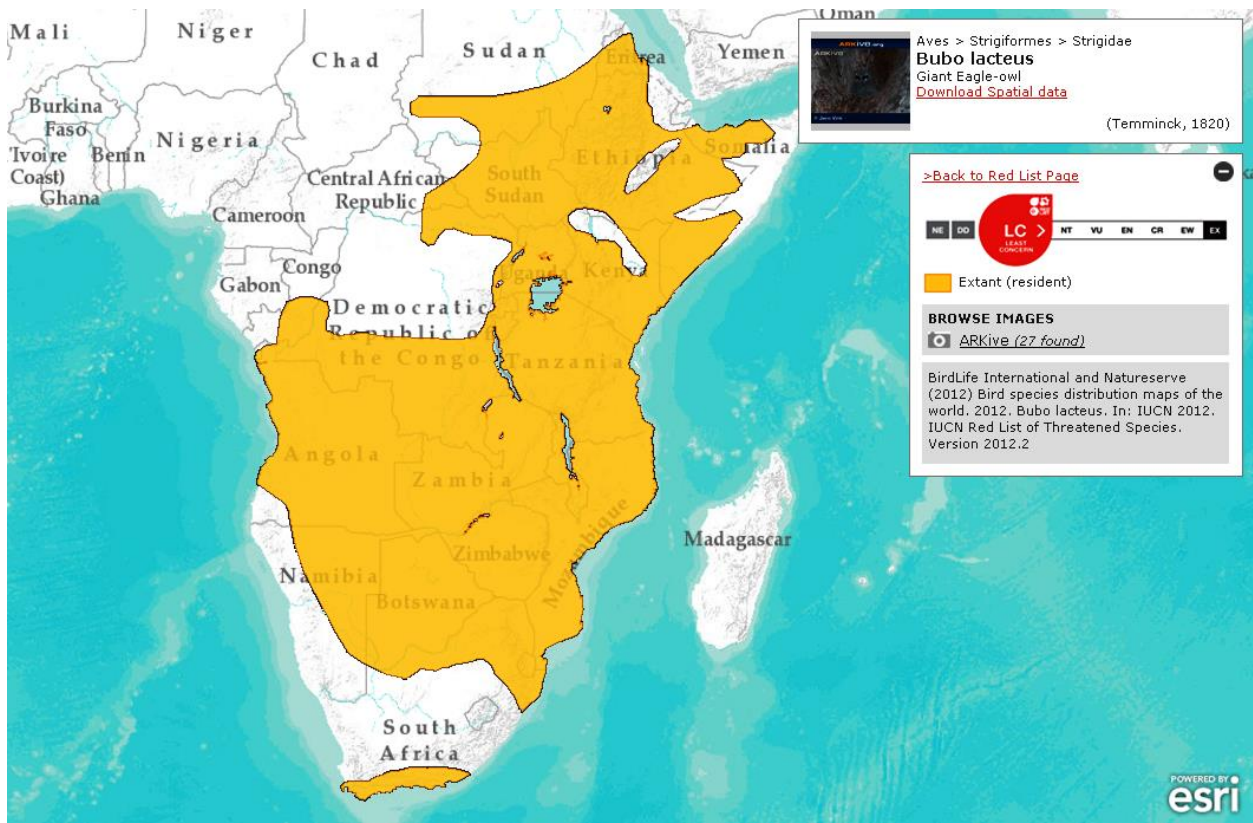 Mali
Niger
Chad
Sudan
Eritrea
Oman
Yemen
Burkina
Faso
'Ivoire
Coast)
Benin
Ghana
Nigeria
Cameroon
Central African
Republic
South
Sudan
Ethiopia
Somalia
Gabon
Congo
Democratic
Republic of
the Congo
Uganda
Kenya
Tanzania
Angola
Zambia
Zimbabwe
Mozambique
Madagascar
Namibia
Botswana
South
Africa
ARKive.org
ARKIVE
Aves > Strigiformes > Strigidae
Bubo lacteus
Giant Eagle-owl
Download Spatial data
(Temminck, 1820)
>Back to Red List Page
NE DD LC > NT VU EN CR EW EX
LEAST
CONCERN
Extant (resident)
BROWSE IMAGES
ARKive (27 found)
BirdLife International and Natureserve
(2012) Bird species distribution maps of the
world. 2012. Bubo lacteus. In: IUCN 2012.
IUCN Red List of Threatened Species.
Version 2012.2
POWERED BY
esri